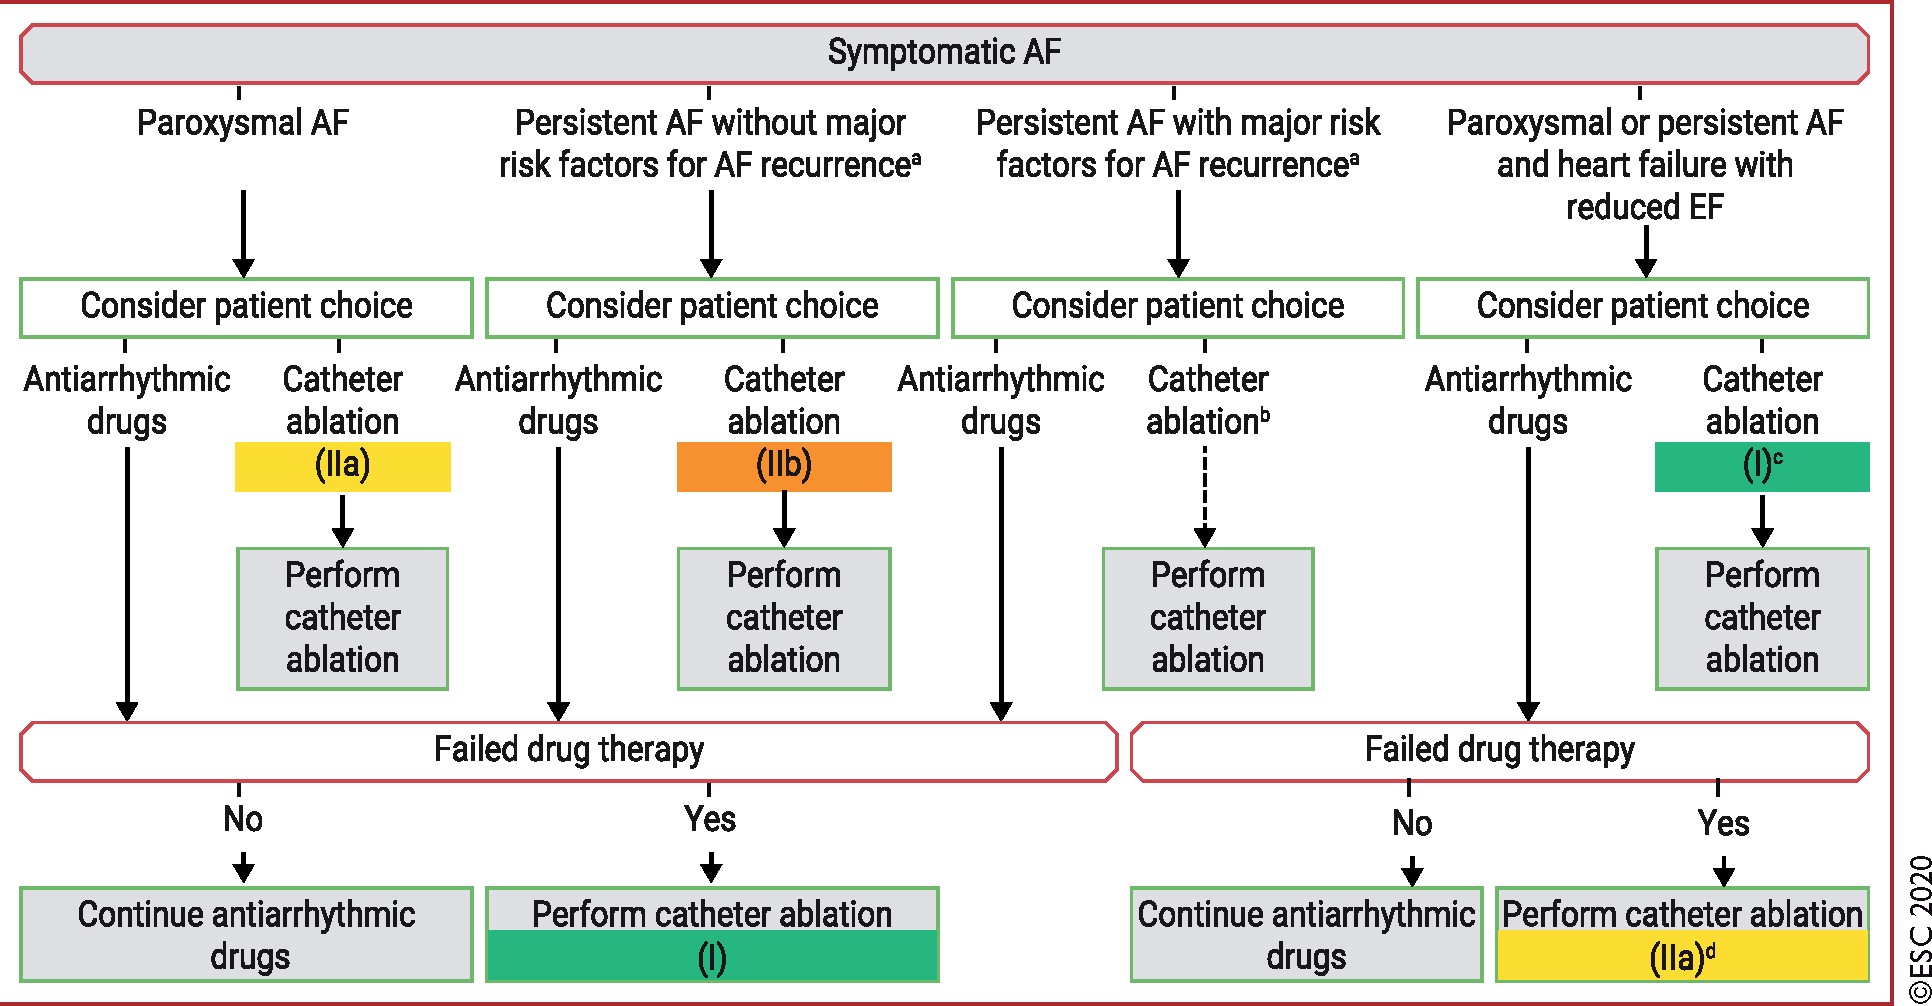 Symptomatic AF
Paroxysmal AF
Persistent AF without major
risk factors for AF recurrenceᵃ
Persistent AF with major risk
factors for AF recurrenceᵃ
Paroxysmal or persistent AF
and heart failure with
reduced EF
Consider patient choice
Consider patient choice
Consider patient choice
Consider patient choice
Antiarrhythmic
drugs
Catheter
ablation
(IIa)
Antiarrhythmic
drugs
Catheter
ablation
(IIb)
Antiarrhythmic
drugs
Catheter
ablationᵇ
Antiarrhythmic
drugs
Catheter
ablation
(I)ᶜ
Perform
catheter
ablation
Perform
catheter
ablation
Perform
catheter
ablation
Perform
catheter
ablation
Failed drug therapy
Failed drug therapy
No
Yes
No
Yes
Continue antiarrhythmic
drugs
Perform catheter ablation
(I)
Continue antiarrhythmic
drugs
Perform catheter ablation
(IIa)ᵈ
©ESC 2020